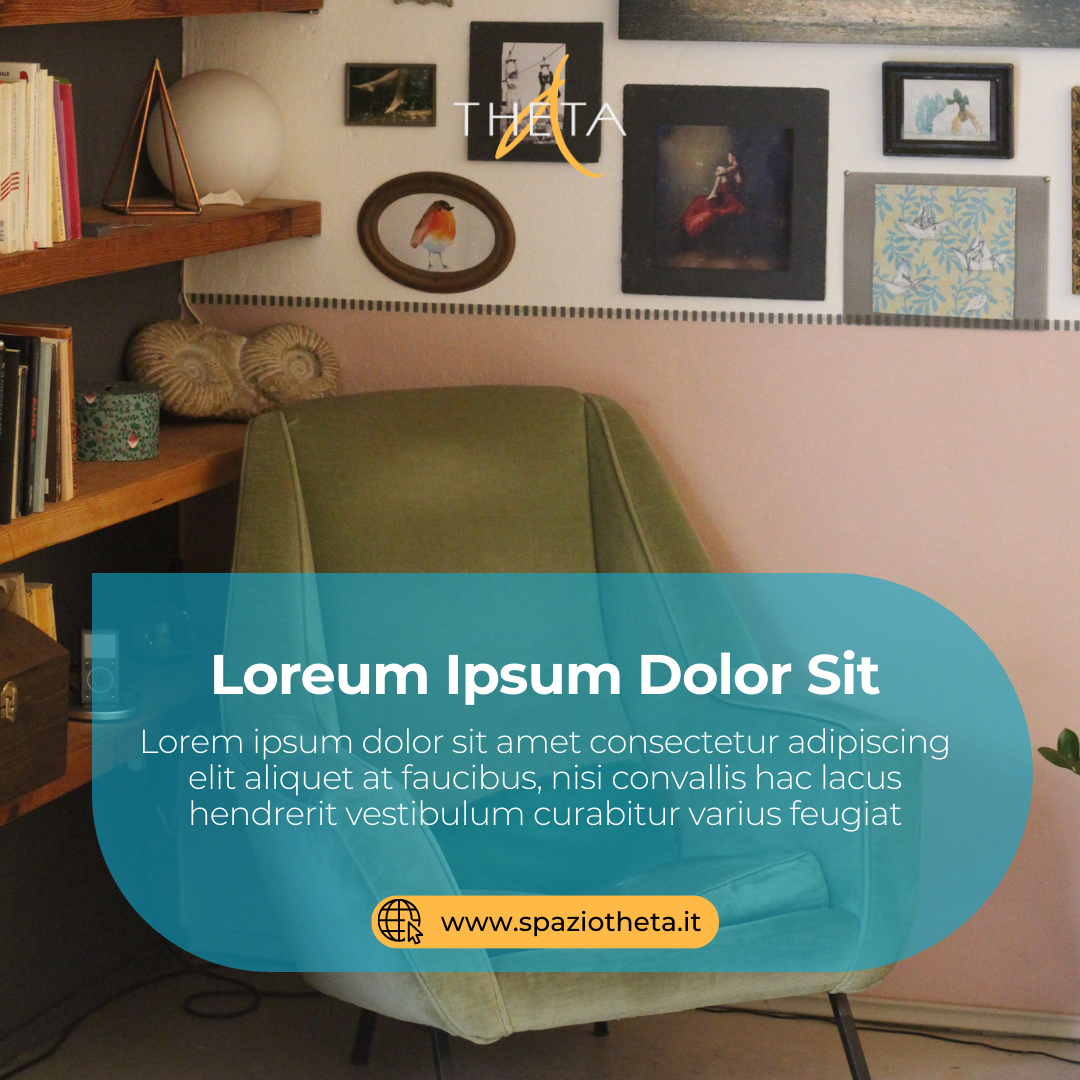 THETA
Loreum Ipsum Dolor Sit
Lorem ipsum dolor sit amet consectetur adipiscing
elit aliquet at faucibus, nisi convallis hac lacus
hendrerit vestibulum curabitur varius feugiat
www.spaziotheta.it